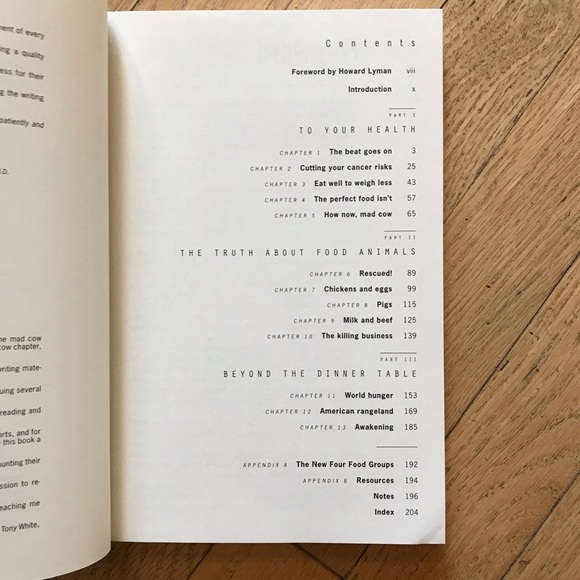 ment of every
ing a quality
ess for their
ng the writing
patiently and
.D.
ne mad cow
cow chapter,
writing mate-
uing several
reading and
orts, and for
this book a
unting their
ssion to re-
eaching me
Tony White,
Contents
Foreword by Howard Lyman viii
Introduction x
PART I
TO YOUR HEALTH
CHAPTER 1 The beat goes on 3
CHAPTER 2 Cutting your cancer risks 25
CHAPTER 3 Eat well to weigh less 43
CHAPTER 4 The perfect food isn't 57
CHAPTER 5 How now, mad cow 65
PART II
THE TRUTH ABOUT FOOD ANIMALS
CHAPTER 6 Rescued! 89
CHAPTER 7 Chickens and eggs 99
CHAPTER 8 Pigs 115
CHAPTER 9 Milk and beef 125
CHAPTER 10 The killing business 139
PART III
BEYOND THE DINNER TABLE
CHAPTER 11 World hunger 153
CHAPTER 12 American rangeland 169
CHAPTER 13 Awakening 185
APPENDIX A The New Four Food Groups 192
APPENDIX B Resources 194
Notes 196
Index 204